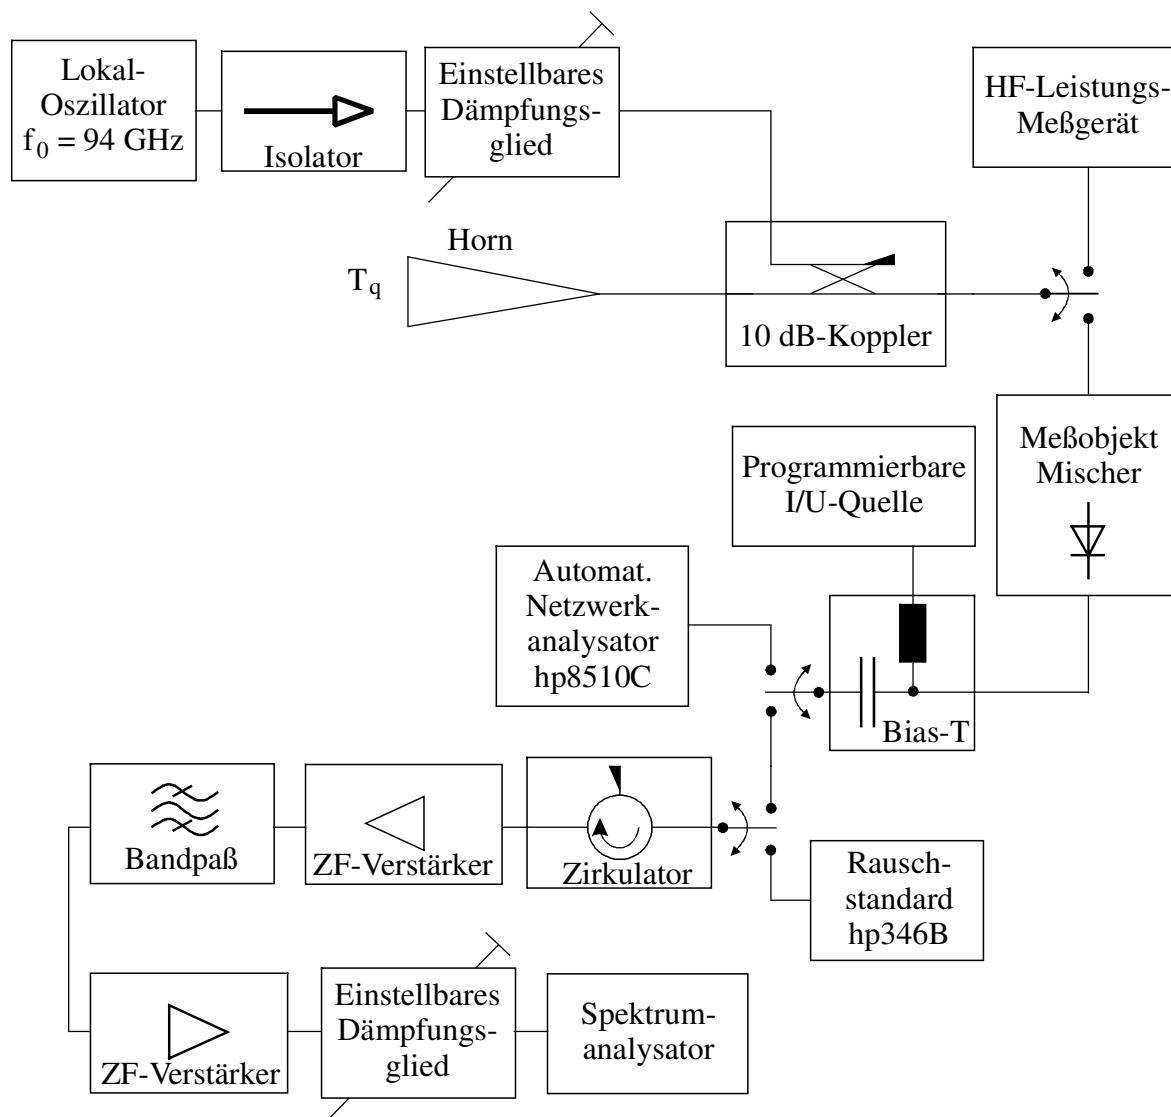 Lokal-
Oszillator
f0 = 94 GHz
Isolator
Einstellbares
Dämpfungs-
glied
HF-Leistungs-
Meßgerät
Horn
Tq
10 dB-Koppler
Meßobjekt
Mischer
Programmierbare
I/U-Quelle
Automat.
Netzwerk-
analysator
hp8510C
Bias-T
Bandpaß
ZF-Verstärker
Zirkulator
Rausch-
standard
hp346B
ZF-Verstärker
Einstellbares
Dämpfungs-
glied
Spektrum-
analysator